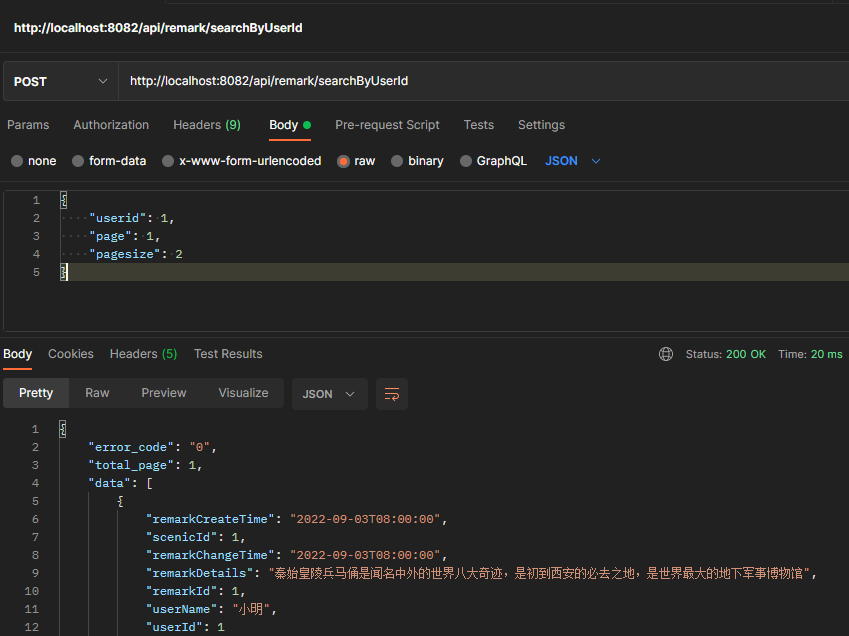 http://localhost:8082/api/remark/searchByUserId
POST http://localhost:8082/api/remark/searchByUserId
Params Authorization Headers (9) Body Pre-request Script Tests Settings
none form-data x-www-form-urlencoded raw binary GraphQL JSON
1 {
2 "userid": 1,
3 "page": 1,
4 "pagesize": 2
5 }
Body Cookies Headers (5) Test Results Status: 200 OK Time: 20 ms
Pretty Raw Preview Visualize JSON
1 {
2 "error_code": "0",
3 "total_page": 1,
4 "data": [
5 {
6 "remarkCreateTime": "2022-09-03T08:00:00",
7 "scenicId": 1,
8 "remarkChangeTime": "2022-09-03T08:00:00",
9 "remarkDetails": "秦始皇陵兵马俑是闻名中外的世界八大奇迹，是初到西安的必去之地，是世界最大的地下军事博物馆",
10 "remarkId": 1,
11 "userName": "小明",
12 "userId": 1